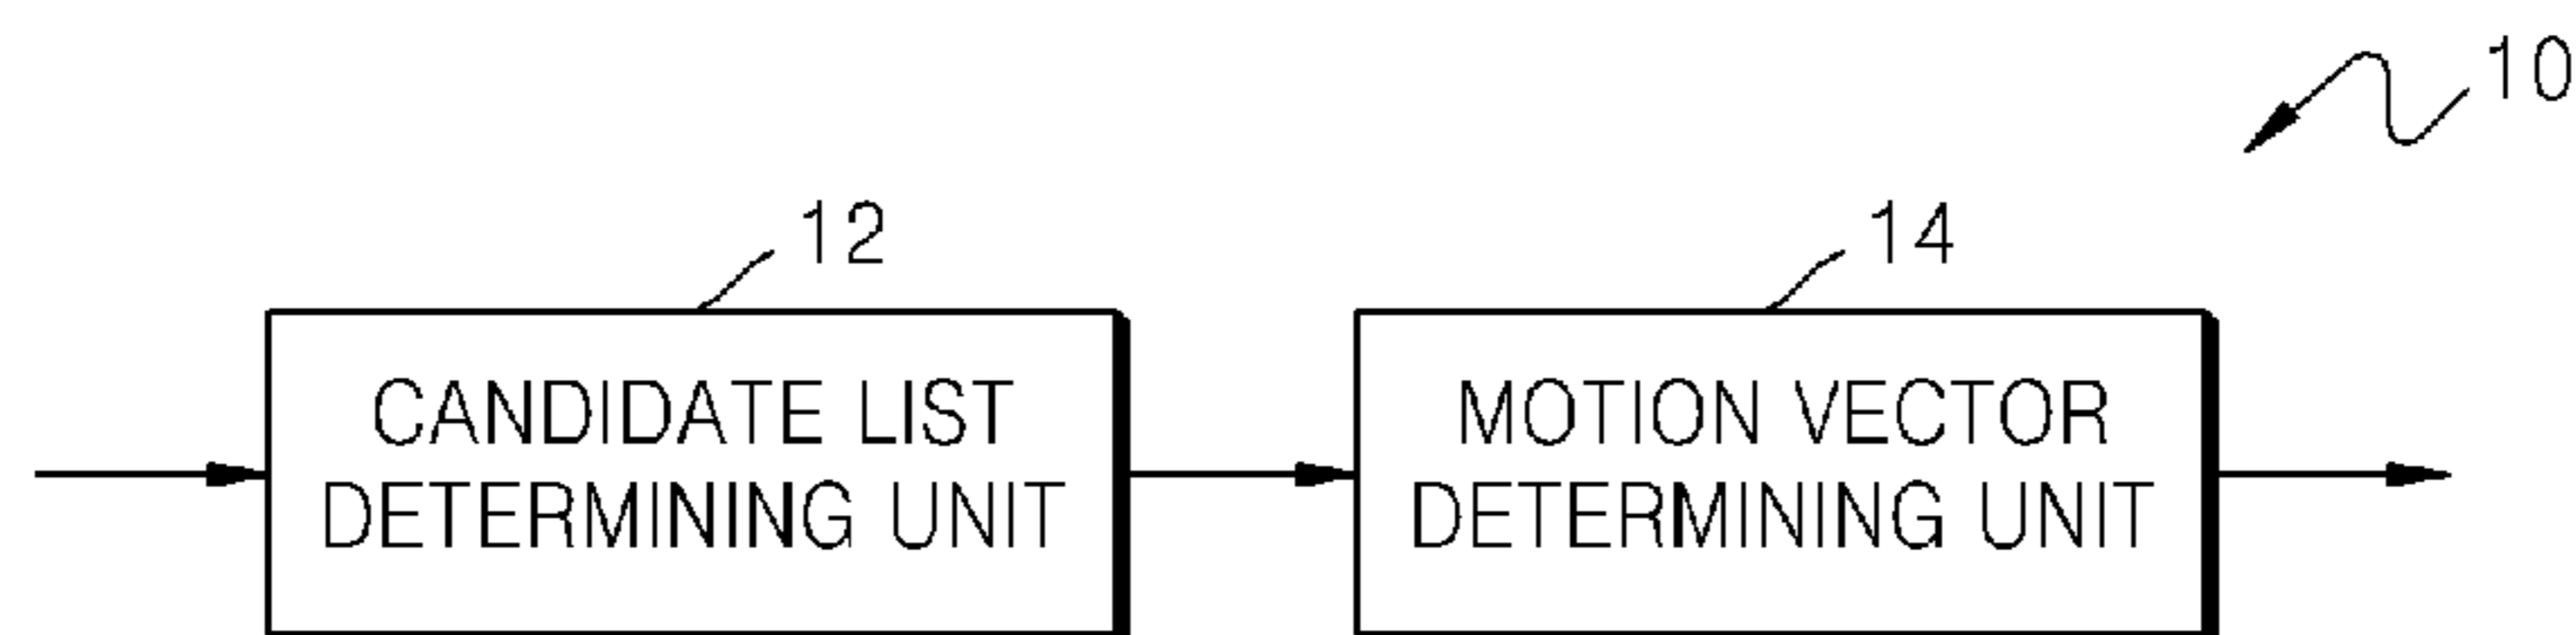 10
12
14
CANDIDATE LIST
DETERMINING UNIT
MOTION VECTOR
DETERMINING UNIT